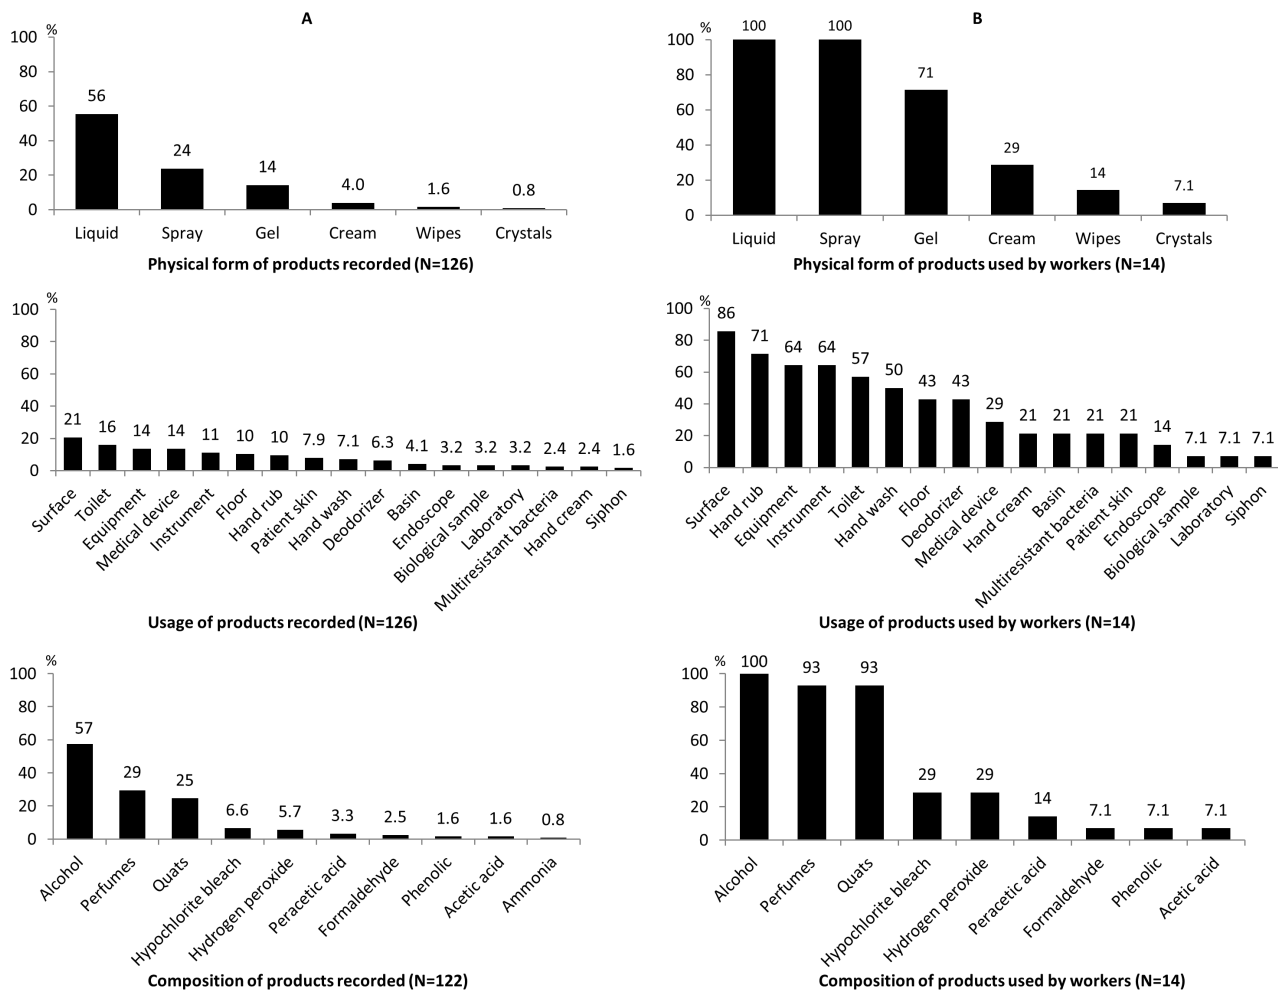 A
%
100
80
60
40
20
0
56
24
14
4.0
1.6
0.8
Liquid Spray Gel Cream Wipes Crystals
Physical form of products recorded (N=126)
B
%
100
80
60
40
20
0
100
100
71
29
14
7.1
Liquid Spray Gel Cream Wipes Crystals
Physical form of products used by workers (N=14)
%
100
80
60
40
20
0
21 16 14 14 11 10 10 7.9 7.1 6.3 4.1 3.2 3.2 3.2 2.4 2.4 1.6
Surface
Toilet
Equipment
Medical device
Instrument
Floor
Hand rub
Patient skin
Hand wash
Deodorizer
Basin
Endoscope
Biological sample
Laboratory
Multiresistant bacteria
Hand cream
Siphon
Usage of products recorded (N=126)
%
100
80
60
40
20
0
86 71 64 64 57 50 43 43 29 21 21 21 21 14 7.1 7.1 7.1
Surface
Hand rub
Equipment
Instrument
Toilet
Hand wash
Floor
Deodorizer
Medical device
Hand cream
Basin
Multiresistant bacteria
Patient skin
Endoscope
Biological sample
Laboratory
Siphon
Usage of products used by workers (N=14)
%
100
80
60
40
20
0
57 29 25 6.6 5.7 3.3 2.5 1.6 1.6 0.8
Alcohol
Perfumes
Quats
Hypochlorite bleach
Hydrogen peroxide
Peracetic acid
Formaldehyde
Phenolic
Acetic acid
Ammonia
Composition of products recorded (N=122)
%
100
80
60
40
20
0
100 93 93 29 29 14 7.1 7.1 7.1
Alcohol
Perfumes
Quats
Hypochlorite bleach
Hydrogen peroxide
Peracetic acid
Formaldehyde
Phenolic
Acetic acid
Composition of products used by workers (N=14)